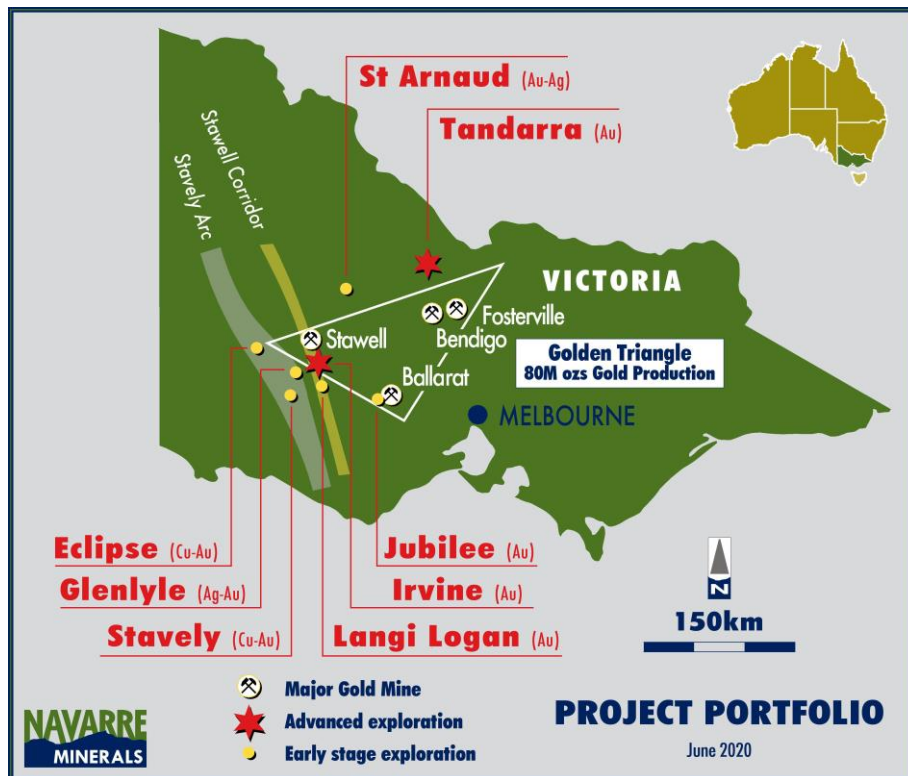 St Arnaud (Au-Ag)
Tandarra (Au)
Stawell Corridor
Stavely Arc
VICTORIA
Fosterville
Bendigo
Stawell
Golden Triangle
80M ozs Gold Production
Ballarat
MELBOURNE
Eclipse (Cu-Au)
Jubilee (Au)
Glenlyle (Ag-Au)
Irvine (Au)
Stavely (Cu-Au)
Langi Logan (Au)
N
150km
Major Gold Mine
Advanced exploration
Early stage exploration
NAVARRE
MINERALS
PROJECT PORTFOLIO
June 2020